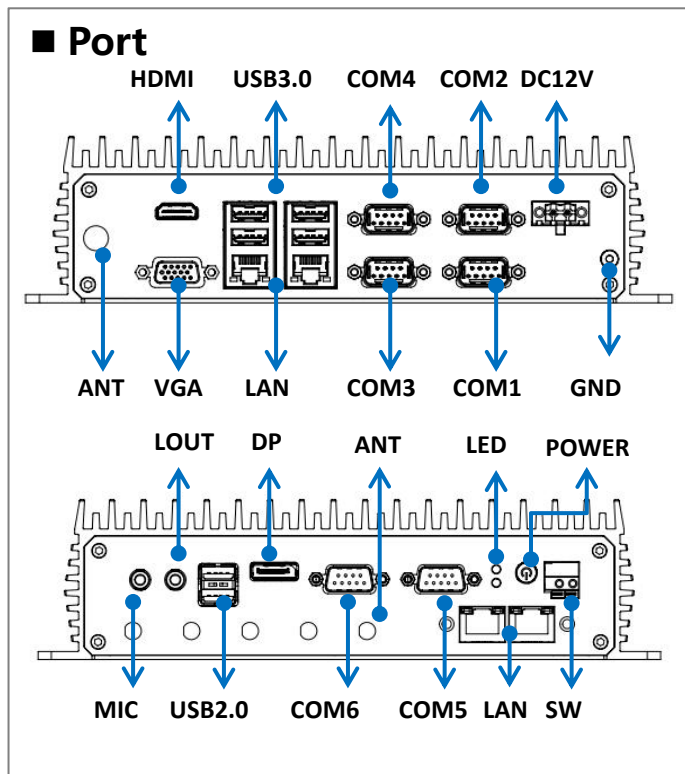 ■ Port
HDMI USB3.0 COM4 COM2 DC12V
ANT VGA LAN COM3 COM1 GND
LOUT DP ANT LED POWER
MIC USB2.0 COM6 COM5 LAN SW